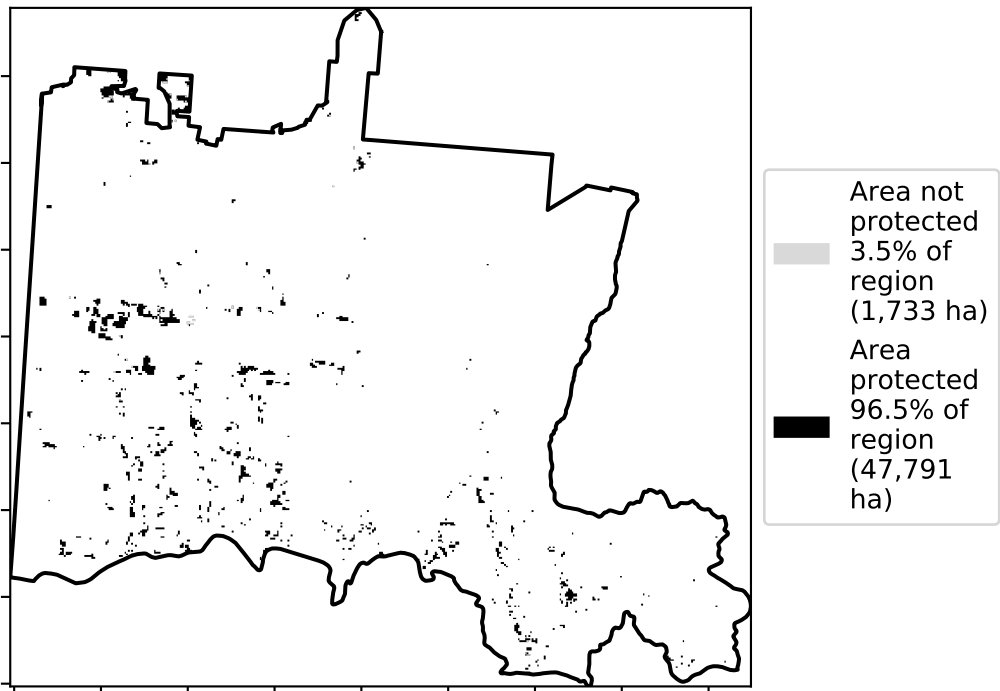 Area not
protected
3.5% of
region
(1,733 ha)
Area
protected
96.5% of
region
(47,791
ha)